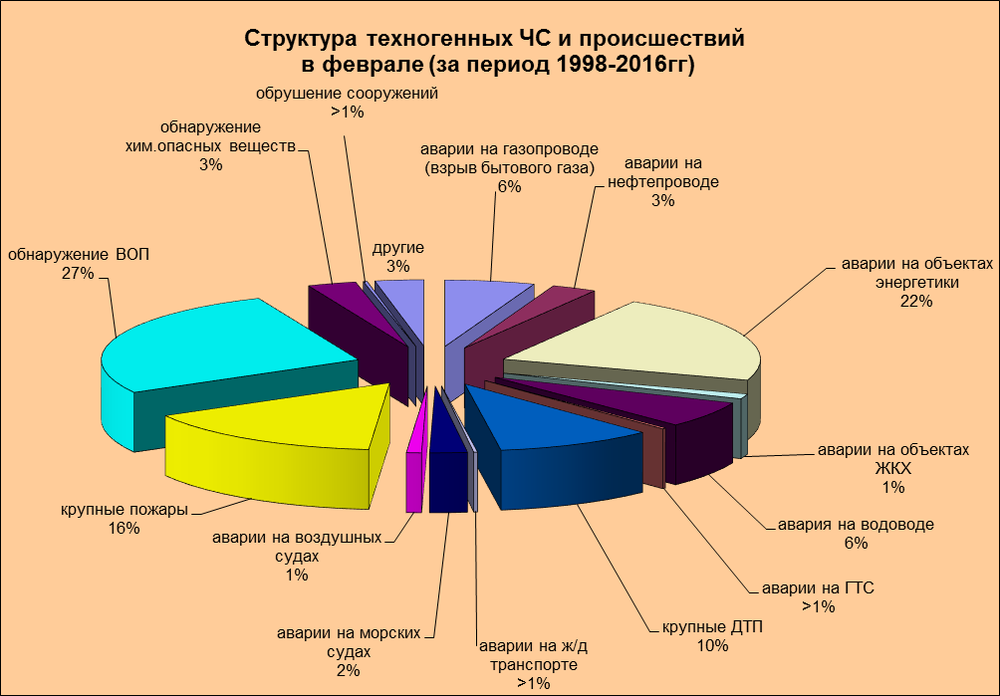 Структура техногенных ЧС и происшествий
в феврале (за период 1998-2016гг)
обрушение сооружений
>1%
обнаружение
хим.опасных веществ
3%
аварии на газопроводе
(взрыв бытового газа)
6%
аварии на
нефтепроводе
3%
другие
3%
обнаружение ВОП
27%
аварии на объектах
энергетики
22%
аварии на объектах
ЖКХ
1%
крупные пожары
16%
авария на водоводе
6%
аварии на воздушных
судах
1%
аварии на ГТС
>1%
крупные ДТП
10%
аварии на морских
судах
2%
аварии на ж/д
транспорте
>1%